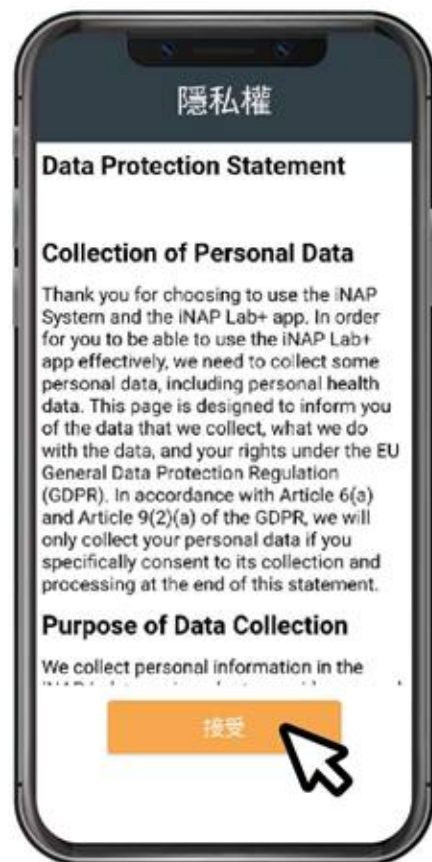 隱私權
Data Protection Statement
Collection of Personal Data
Thank you for choosing to use the iNAP
System and the iNAP Lab+ app. In order
for you to be able to use the iNAP Lab+
app effectively, we need to collect some
personal data, including personal health
data. This page is designed to inform you
of the data that we collect, what we do
with the data, and your rights under the EU
General Data Protection Regulation
(GDPR). In accordance with Article 6(a)
and Article 9(2)(a) of the GDPR, we will
only collect your personal data if you
specifically consent to its collection and
processing at the end of this statement.
Purpose of Data Collection
We collect personal information in the
接受